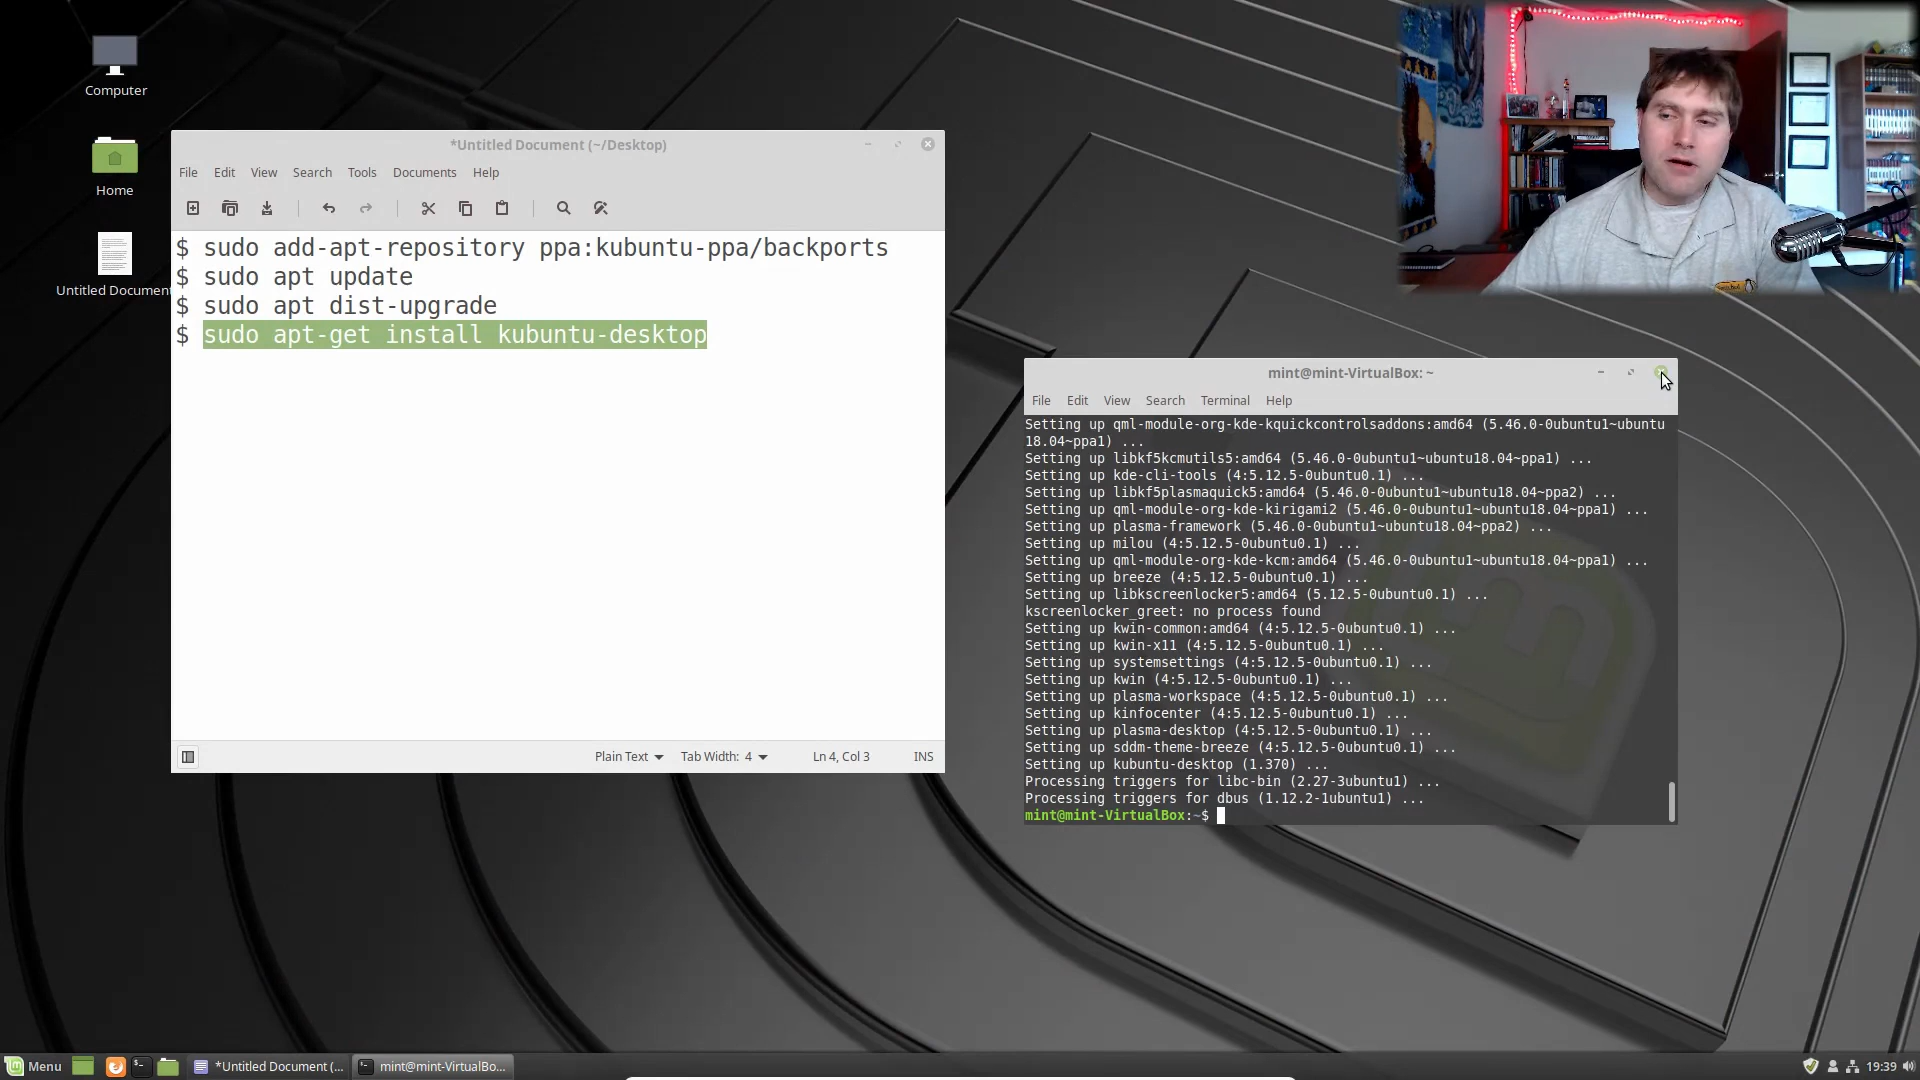 Computer
Home
Untitled Document
*Untitled Document (~/Desktop)
File Edit View Search Tools Documents Help
$ sudo add-apt-repository ppa:kubuntu-ppa/backports
$ sudo apt update
$ sudo apt dist-upgrade
$ sudo apt-get install kubuntu-desktop
Plain Text Tab Width: 4 Ln 4, Col 3 INS
mint@mint-VirtualBox: ~
File Edit View Search Terminal Help
Setting up qml-module-org-kde-kquickcontrolsaddons:amd64 (5.46.0-0ubuntu1~ubuntu
18.04~ppa1) ...
Setting up libkf5kcmutils5:amd64 (5.46.0-0ubuntu1~ubuntu18.04~ppa1) ...
Setting up kde-cli-tools (4:5.12.5-0ubuntu0.1) ...
Setting up libkf5plasmaquick5:amd64 (5.46.0-0ubuntu1~ubuntu18.04~ppa2) ...
Setting up qml-module-org-kde-kirigami2 (5.46.0-0ubuntu1~ubuntu18.04~ppa1) ...
Setting up plasma-framework (5.46.0-0ubuntu1~ubuntu18.04~ppa2) ...
Setting up milou (4:5.12.5-0ubuntu0.1) ...
Setting up qml-module-org-kde-kcm:amd64 (5.46.0-0ubuntu1~ubuntu18.04~ppa1) ...
Setting up breeze (4:5.12.5-0ubuntu0.1) ...
Setting up libkscreenlocker5:amd64 (5.12.5-0ubuntu0.1) ...
kscreenlocker_greet: no process found
Setting up kwin-common:amd64 (4:5.12.5-0ubuntu0.1) ...
Setting up kwin-x11 (4:5.12.5-0ubuntu0.1) ...
Setting up systemsettings (4:5.12.5-0ubuntu0.1) ...
Setting up kwin (4:5.12.5-0ubuntu0.1) ...
Setting up plasma-workspace (4:5.12.5-0ubuntu0.1) ...
Setting up kinfocenter (4:5.12.5-0ubuntu0.1) ...
Setting up plasma-desktop (4:5.12.5-0ubuntu0.1) ...
Setting up sddm-theme-breeze (4:5.12.5-0ubuntu0.1) ...
Setting up kubuntu-desktop (1.370) ...
Processing triggers for libc-bin (2.27-3ubuntu1) ...
Processing triggers for dbus (1.12.2-1ubuntu1) ...
mint@mint-VirtualBox:~$
Menu *Untitled Document (... mint@mint-VirtualBo... 19:39